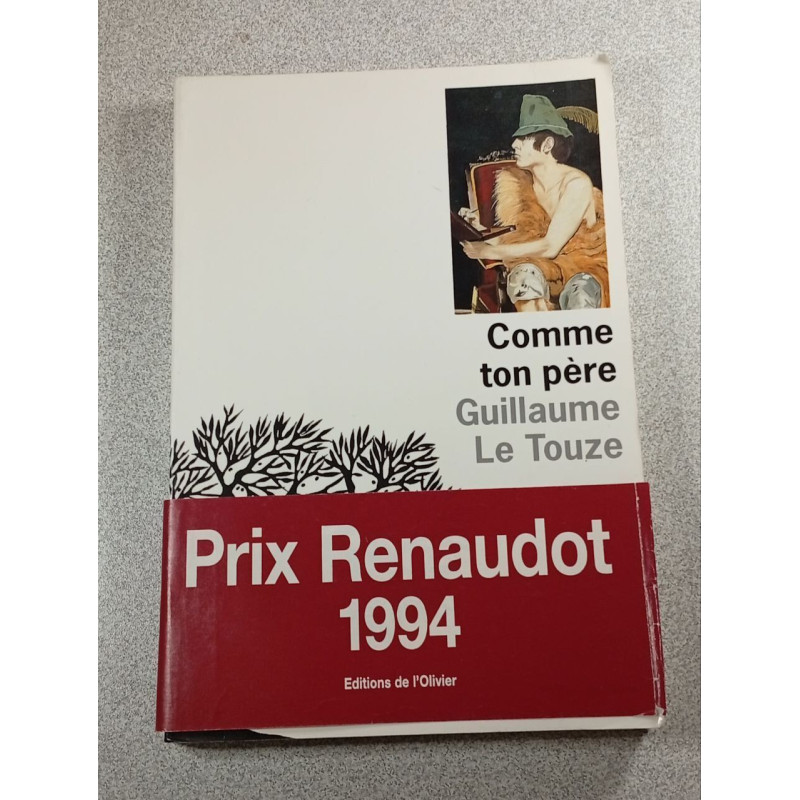 Comme
ton père
Guillaume
Le Touze
Prix Renaudot
1994
Editions de l'Olivier